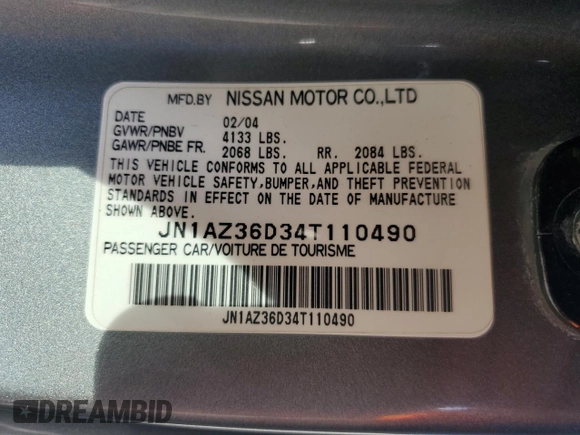 MFD.BY NISSAN MOTOR CO.,LTD
DATE 02/04
GVWR/PNBV 4133 LBS.
GAWR/PNBE FR. 2068 LBS. RR. 2084 LBS.
THIS VEHICLE CONFORMS TO ALL APPLICABLE FEDERAL
MOTOR VEHICLE SAFETY,BUMPER,AND THEFT PREVENTION
STANDARDS IN EFFECT ON THE DATE OF MANUFACTURE
SHOWN ABOVE.
JN1AZ36D34T110490
PASSENGER CAR/VOITURE DE TOURISME
JN1AZ36D34T110490
DREAMBID